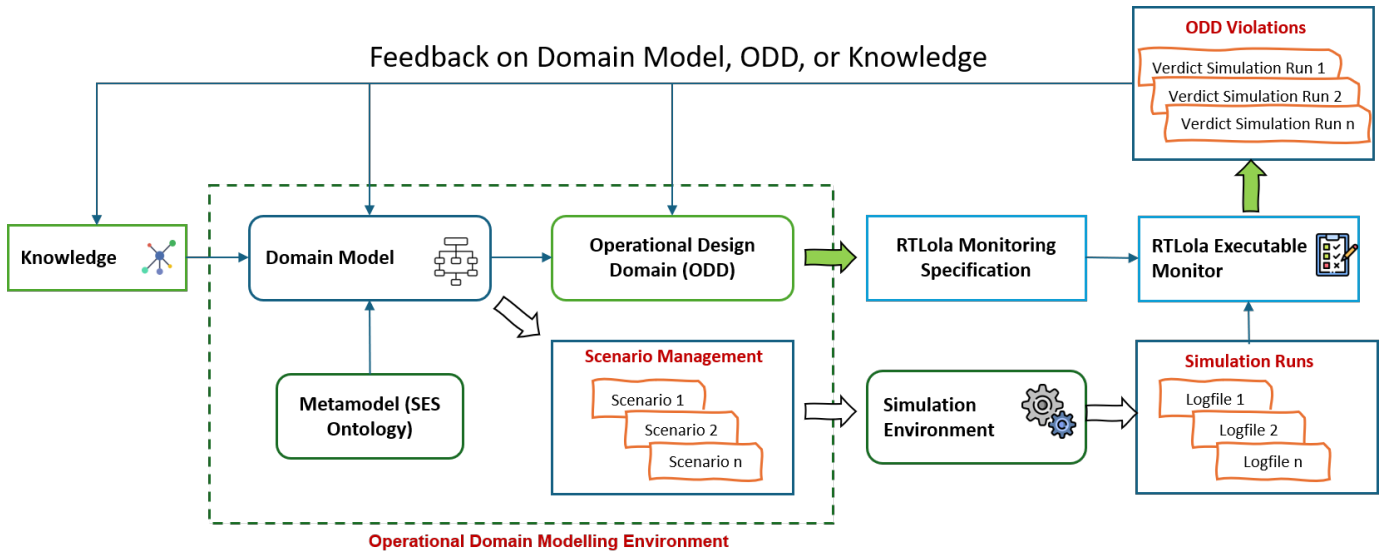 ODD Violations
Verdict Simulation Run 1
Verdict Simulation Run 2
Verdict Simulation Run n
Feedback on Domain Model, ODD, or Knowledge
Knowledge
Domain Model
Operational Design
Domain (ODD)
RTLola Monitoring
Specification
RTLola Executable
Monitor
Metamodel (SES
Ontology)
Scenario Management
Scenario 1
Scenario 2
Scenario n
Simulation
Environment
Simulation Runs
Logfile 1
Logfile 2
Logfile n
Operational Domain Modelling Environment